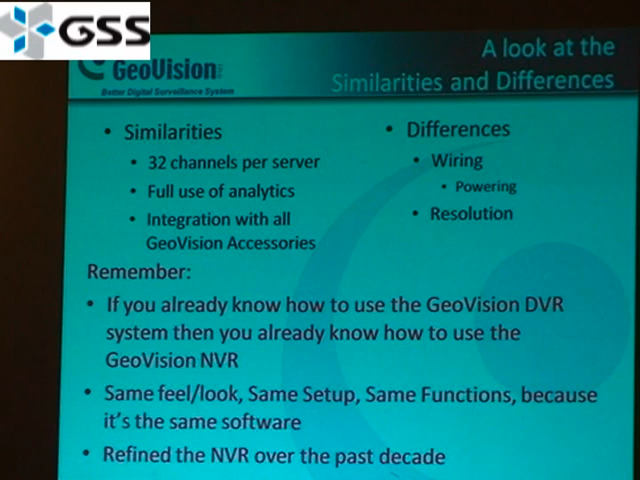 GSS
GeoVision
Better Digital Surveillance System
A look at the
Similarities and Differences
• Similarities
• 32 channels per server
• Full use of analytics
• Integration with all
GeoVision Accessories
• Differences
• Wiring
• Powering
• Resolution
Remember:
• If you already know how to use the GeoVision DVR
system then you already know how to use the
GeoVision NVR
• Same feel/look, Same Setup, Same Functions, because
it's the same software
• Refined the NVR over the past decade